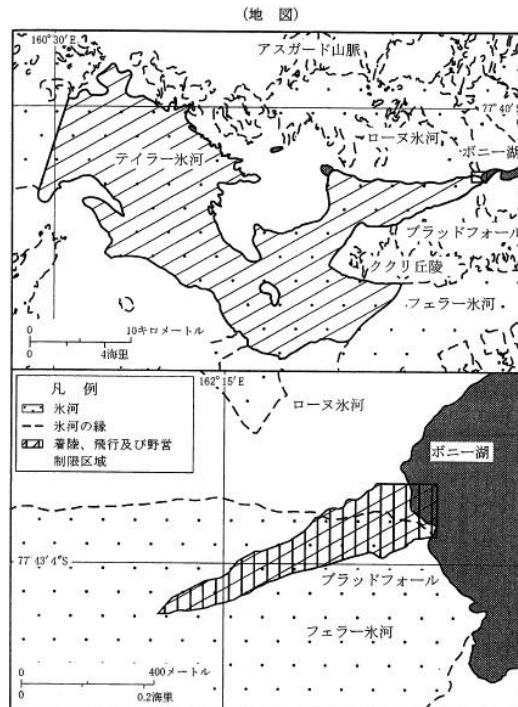 (地 図)
160°30′E
アスガード山脈
77°40′S
ローヌ氷河
テイラー氷河
ボニー湖
ブラッドフォール
ククリ丘陵
フェラー氷河
0
10キロメートル
0
4海里
162°15′E
凡 例
氷河
氷河の縁
着陸、飛行及び野営
制限区域
ローヌ氷河
ボニー湖
77°43′4″S
ブラッドフォール
フェラー氷河
0
400メートル
0
0.2海里